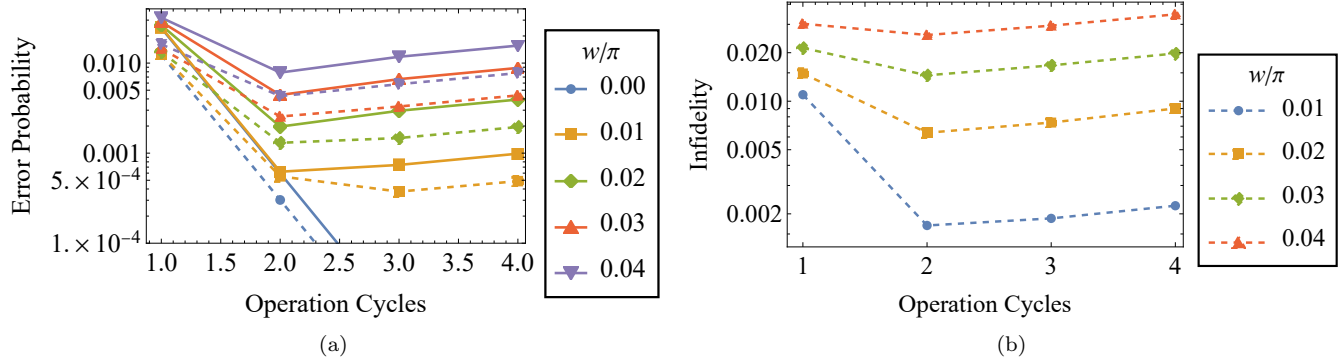 Error Probability
0.010
0.005
0.001
5.×10⁻⁴
1.×10⁻⁴
1.0 1.5 2.0 2.5 3.0 3.5 4.0
Operation Cycles
w/π
0.00
0.01
0.02
0.03
0.04
(a)
Infidelity
0.020
0.010
0.005
0.002
1 2 3 4
Operation Cycles
w/π
0.01
0.02
0.03
0.04
(b)